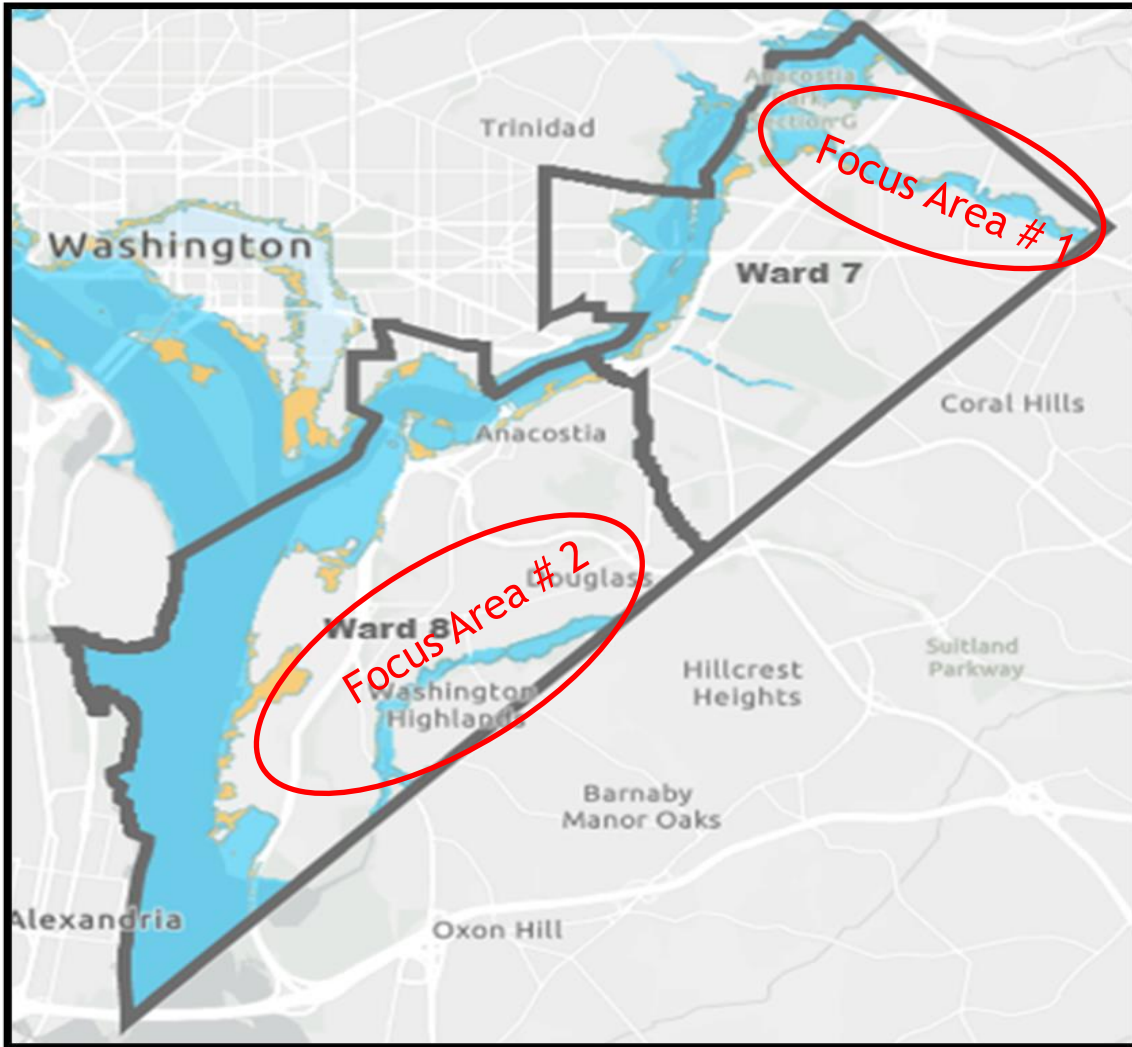 Anacostia
Park,
Section G
Trinidad
Focus Area # 1
Washington
Ward 7
Coral Hills
Anacostia
Focus Area # 2
Douglass
Ward 8
Washington
Highlands
Hillcrest
Heights
Suitland
Parkway
Barnaby
Manor Oaks
Alexandria
Oxon Hill